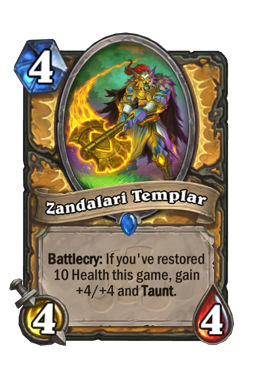 4
Zandalari Templar
Battlecry: If you've restored
10 Health this game, gain
+4/+4 and Taunt.
4 4